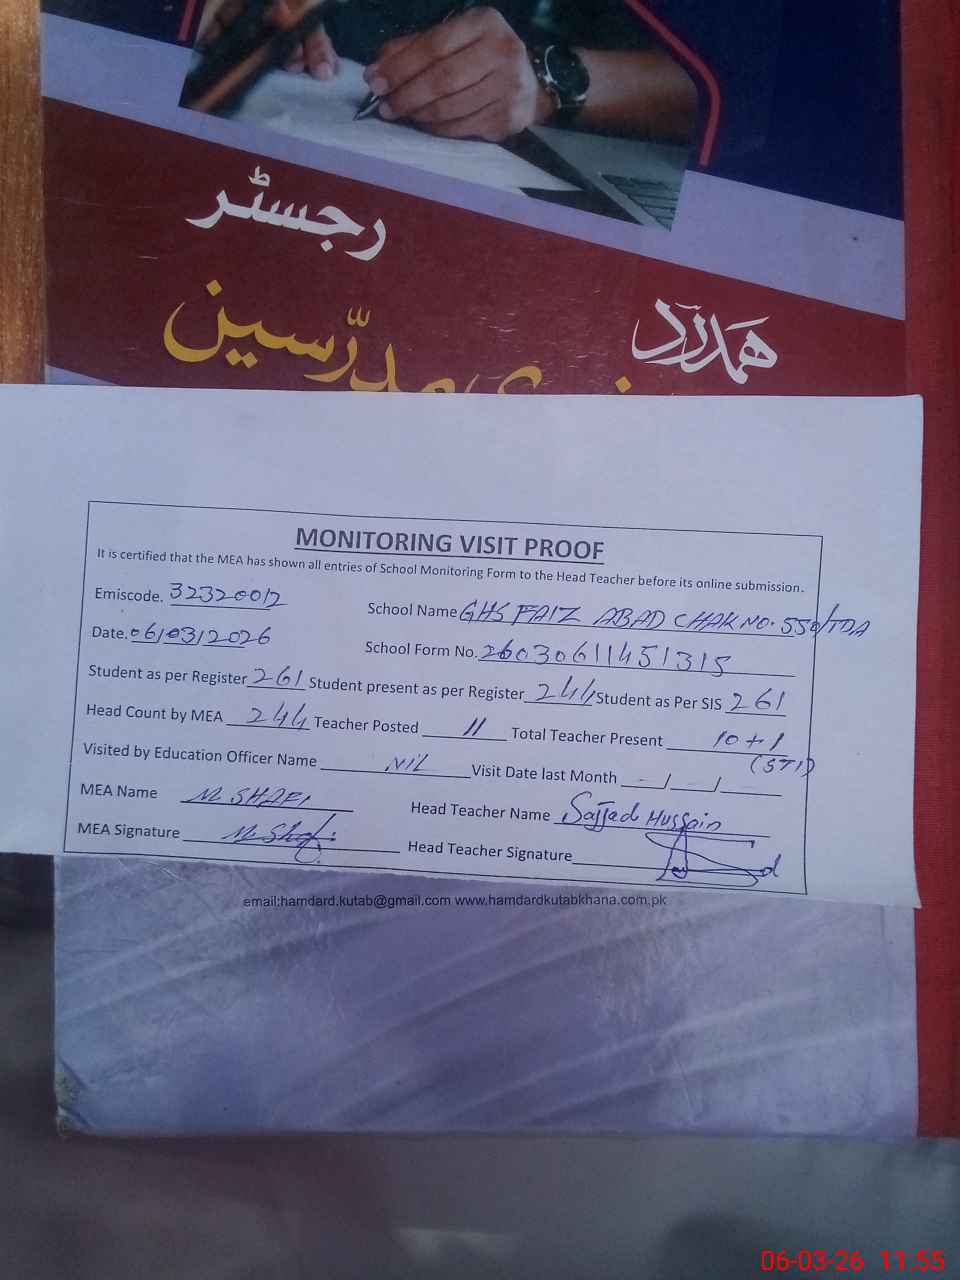 رجسٹر
ہمدرد
مدرّسین
MONITORING VISIT PROOF
It is certified that the MEA has shown all entries of School Monitoring Form to the Head Teacher before its online submission.
Emiscode. 32320012 School Name GHS FAIZ ABAD CHAK NO. 550/TDA
Date. 06/03/2026 School Form No. 26030611451315
Student as per Register 261 Student present as per Register 244 Student as Per SIS 261
Head Count by MEA 244 Teacher Posted 11 Total Teacher Present 10+1
(STI)
Visited by Education Officer Name NIL Visit Date last Month - / - /
MEA Name M. SHAFI Head Teacher Name Sajjad Hussain
MEA Signature M. Shafi Head Teacher Signature
email:hamdard.kutab@gmail.com www.hamdardkutabkhana.com.pk
06-03-26 11:55